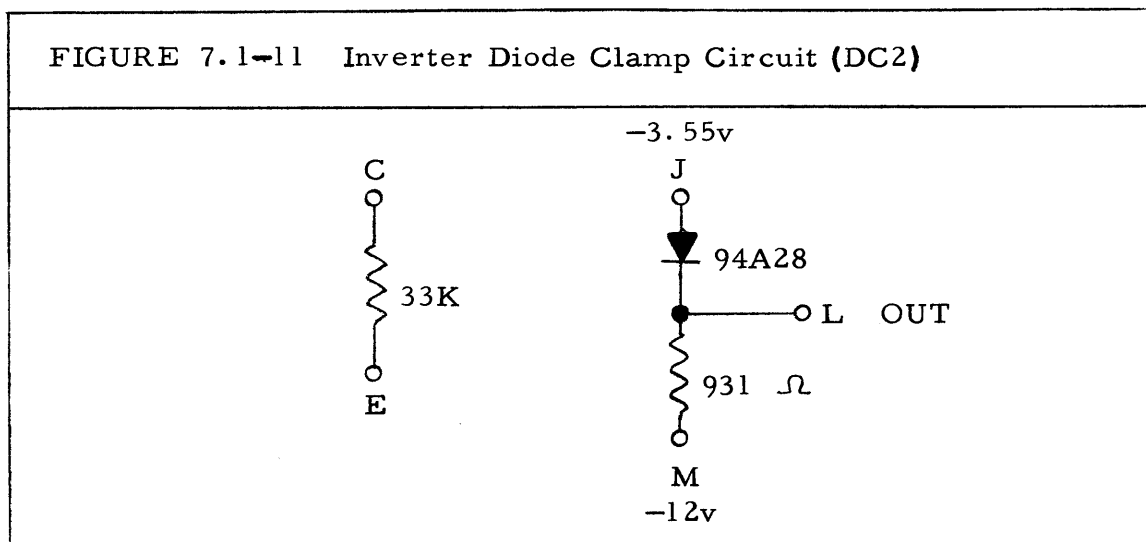 FIGURE 7.1-11 Inverter Diode Clamp Circuit (DC2)
−3.55v
C
J
94A28
33K
L OUT
931 Ω
E
M
−12v